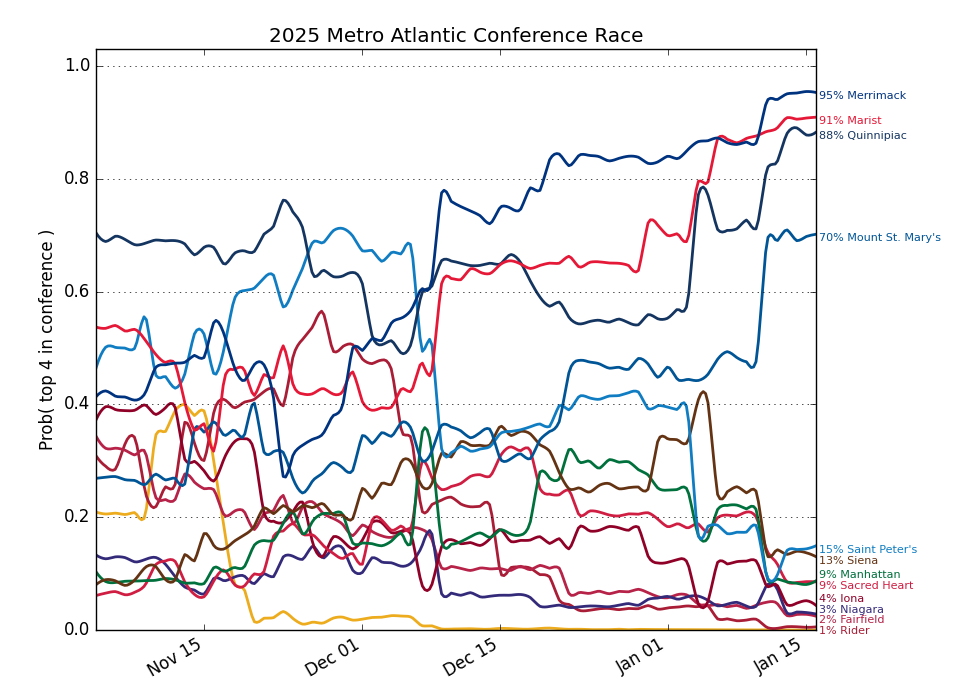 2025 Metro Atlantic Conference Race
Prob( top 4 in conference )
1.0
0.8
0.6
0.4
0.2
0.0
Nov 15
Dec 01
Dec 15
Jan 01
Jan 15
95% Merrimack
91% Marist
88% Quinnipiac
70% Mount St. Mary's
15% Saint Peter's
13% Siena
9% Manhattan
9% Sacred Heart
4% Iona
3% Niagara
2% Fairfield
1% Rider